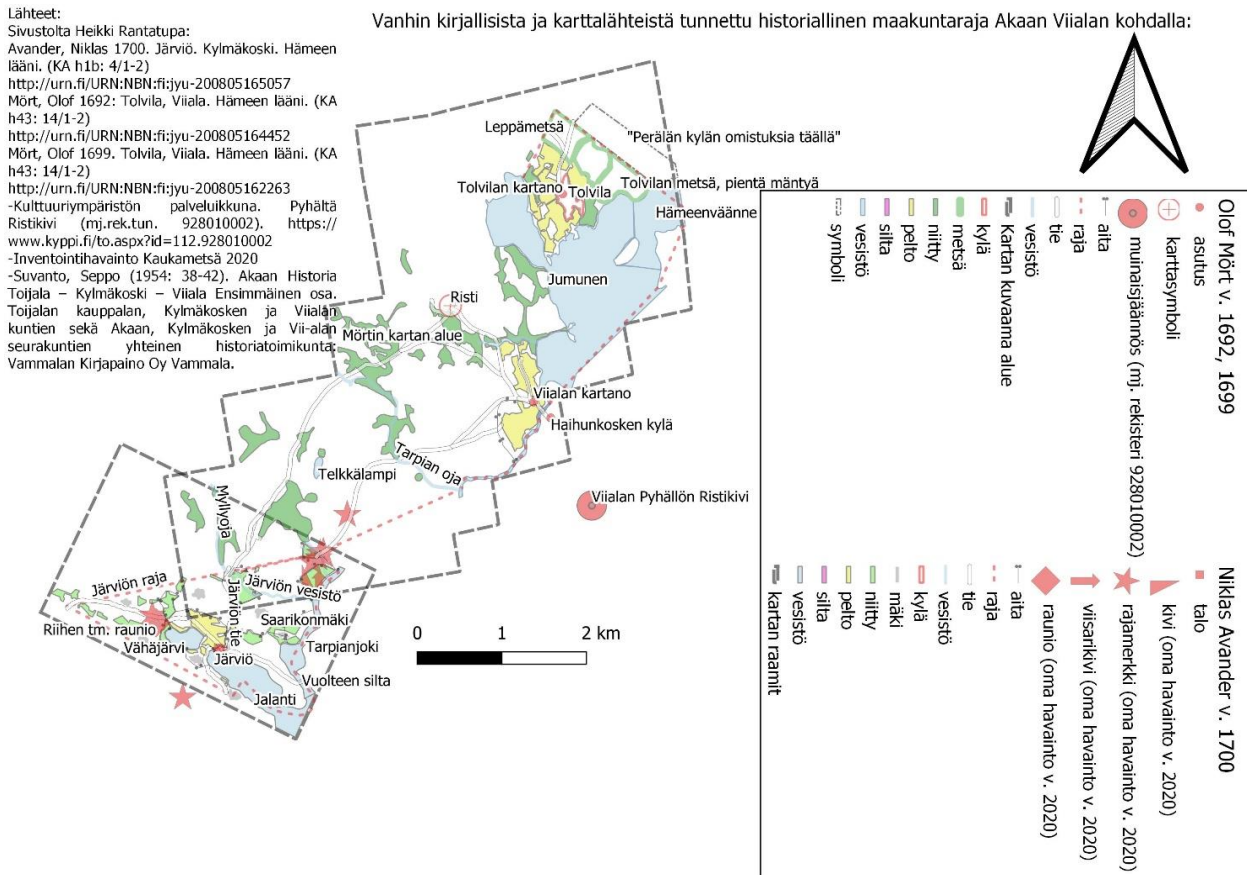 Lähteet:
Sivustolta Heikki Rantatupa:
Avander, Niklas 1700. Järviö. Kylmäkoski. Hämeen
lääni. (KA h1b: 4/1-2)
http://urn.fi/URN:NBN:fi:jyu-200805165057
Mört, Olof 1692: Tolvila, Viiala. Hämeen lääni. (KA
h43: 14/1-2)
http://urn.fi/URN:NBN:fi:jyu-200805164452
Mört, Olof 1699. Tolvila, Viiala. Hämeen lääni. (KA
h43: 14/1-2)
http://urn.fi/URN:NBN:fi:jyu-200805162263
-Kulttuuriympäristön palveluikkuna. Pyhältä
Ristikivi (mj.rek.tun. 928010002). https://
www.kyppi.fi/to.aspx?id=112.928010002
-Inventointihavainto Kaukametsä 2020
-Suvanto, Seppo (1954: 38-42). Akaan Historia
Toijala – Kylmäkoski – Viiala Ensimmäinen osa.
Toijalan kauppalan, Kylmäkosken ja Viialan
kuntien sekä Akaan, Kylmäkosken ja Vii-alan
seurakuntien yhteinen historiatoimikunta.
Vammalan Kirjapaino Oy Vammala.
Vanhin kirjallisista ja karttalähteistä tunnettu historiallinen maakuntaraja Akaan Viialan kohdalla:
Leppämetsä
"Perälän kylän omistuksia täällä"
Tolvilan kartano
Tolvila
Tolvilan metsä, pientä mäntyä
Hämeenväänne
Jumunen
Risti
Mörtin kartan alue
Viialan kartano
Haihunkosken kylä
Tarpian oja
Telkkälampi
Viialan Pyhällön Ristikivi
Myllyoja
Järviön raja
Järviön vesistö
Järviön tie
Riihen tm. raunio
Saarikonmäki
Vähäjärvi
Järviö
Tarpianjoki
Vuolteen silta
Jalanti
0 1 2 km
Olof Mört v. 1692, 1699
asutus
karttasymboli
muinaisjäännös (mj. rekisteri 928010002)
aita
raja
tie
vesistö
Kartan kuvaama alue
kylä
metsä
niitty
pelto
silta
vesistö
symboli
Niklas Avander v. 1700
talo
kivi (oma havainto v. 2020)
rajamerkki (oma havainto v. 2020)
viisarikivi (oma havainto v. 2020)
raunio (oma havainto v. 2020)
aita
raja
tie
vesistö
kylä
mäki
niitty
pelto
silta
vesistö
kartan raamit